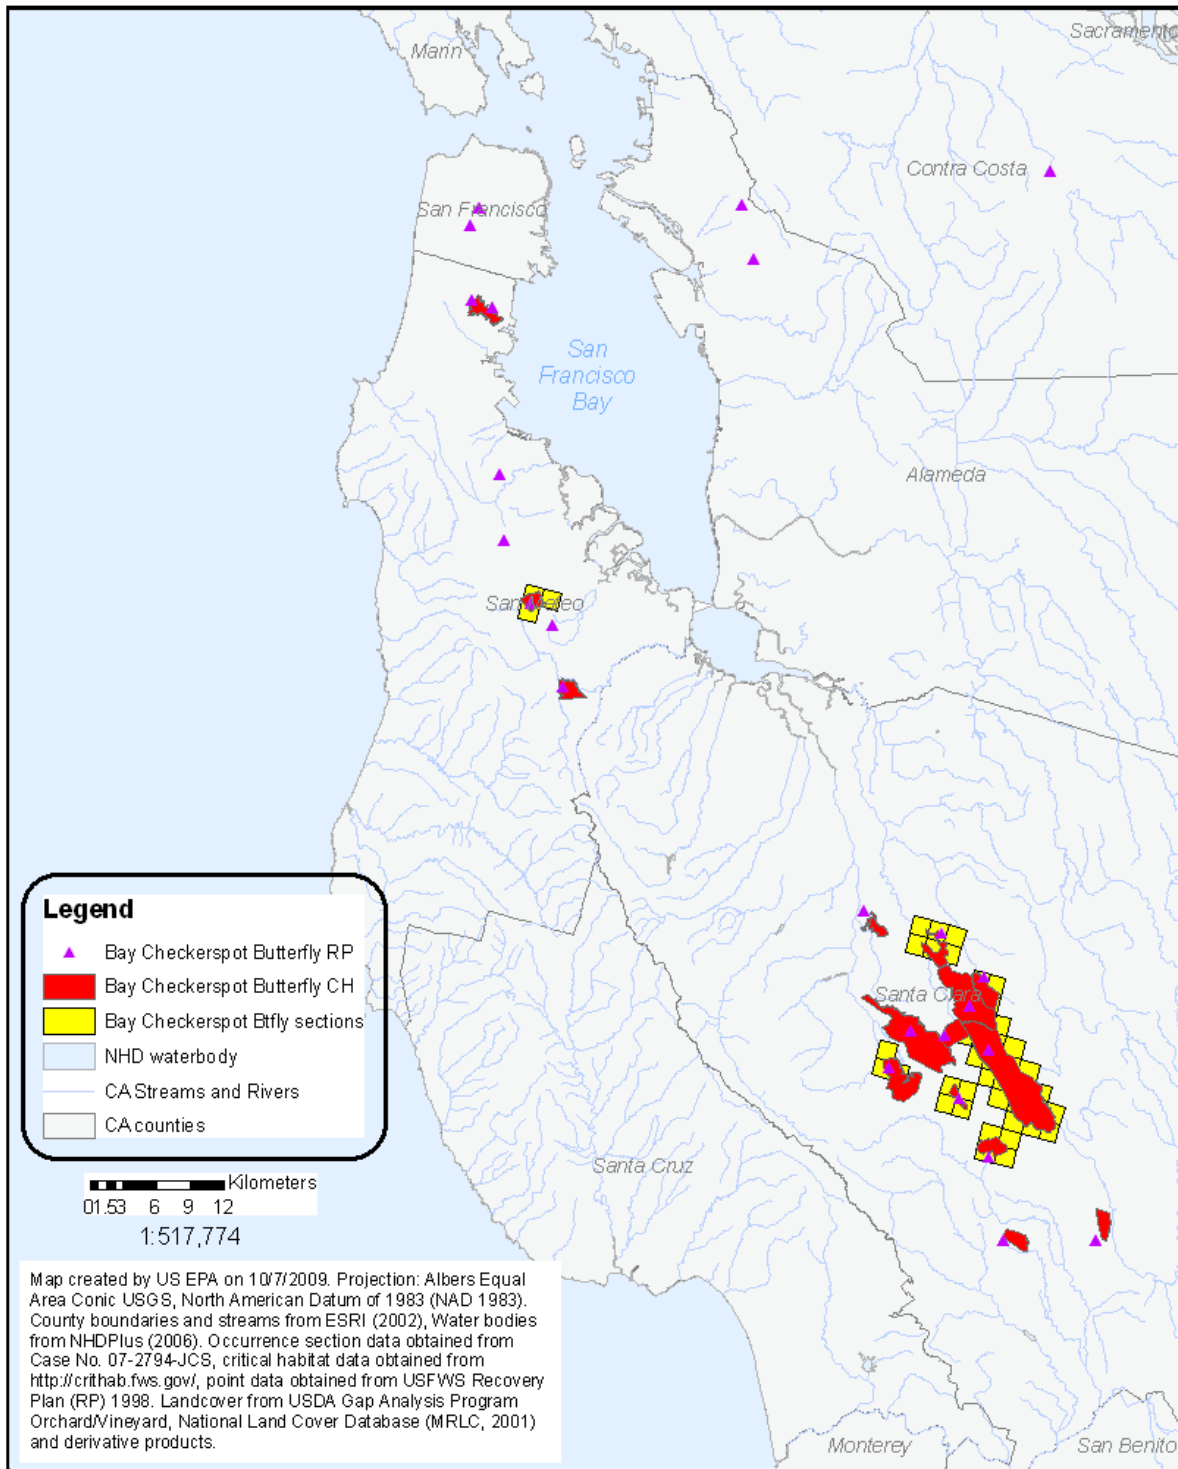 Marin
Sacramento
Contra Costa
San Francisco
San
Francisco
Bay
Alameda
San Mateo
Legend
Bay Checkerspot Butterfly RP
Bay Checkerspot Butterfly CH
Bay Checkerspot Btfly sections
NHD waterbody
CA Streams and Rivers
CA counties
Santa Clara
Santa Cruz
Kilometers
01.53 6 9 12
1:517,774
Map created by US EPA on 10/7/2009. Projection: Albers Equal
Area Conic USGS, North American Datum of 1983 (NAD 1983).
County boundaries and streams from ESRI (2002), Water bodies
from NHDPlus (2006). Occurrence section data obtained from
Case No. 07-2794-JCS, critical habitat data obtained from
http://crithab.fws.gov/, point data obtained from USFWS Recovery
Plan (RP) 1998. Landcover from USDA Gap Analysis Program
Orchard/Vineyard, National Land Cover Database (MRLC, 2001)
and derivative products.
Monterey
San Benito